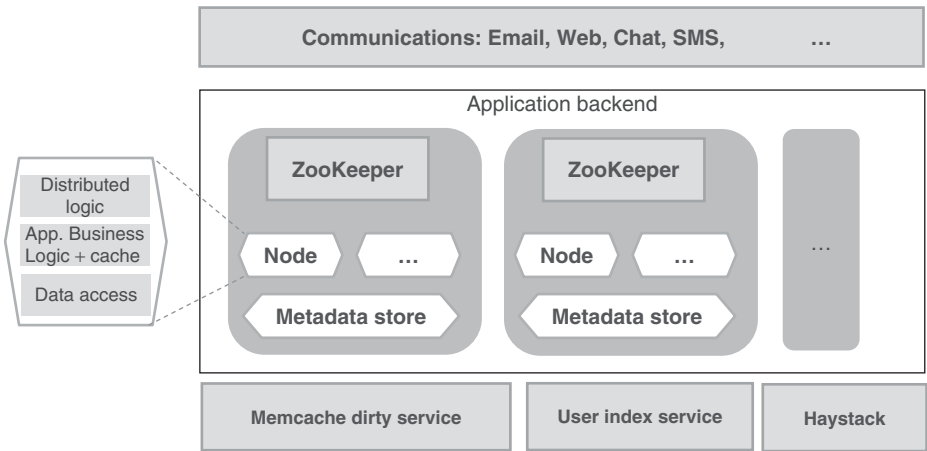 Communications: Email, Web, Chat, SMS, ...
Application backend
ZooKeeper
ZooKeeper
Distributed
logic
App. Business
Logic + cache
Data access
Node
...
Node
...
...
Metadata store
Metadata store
Memcache dirty service
User index service
Haystack